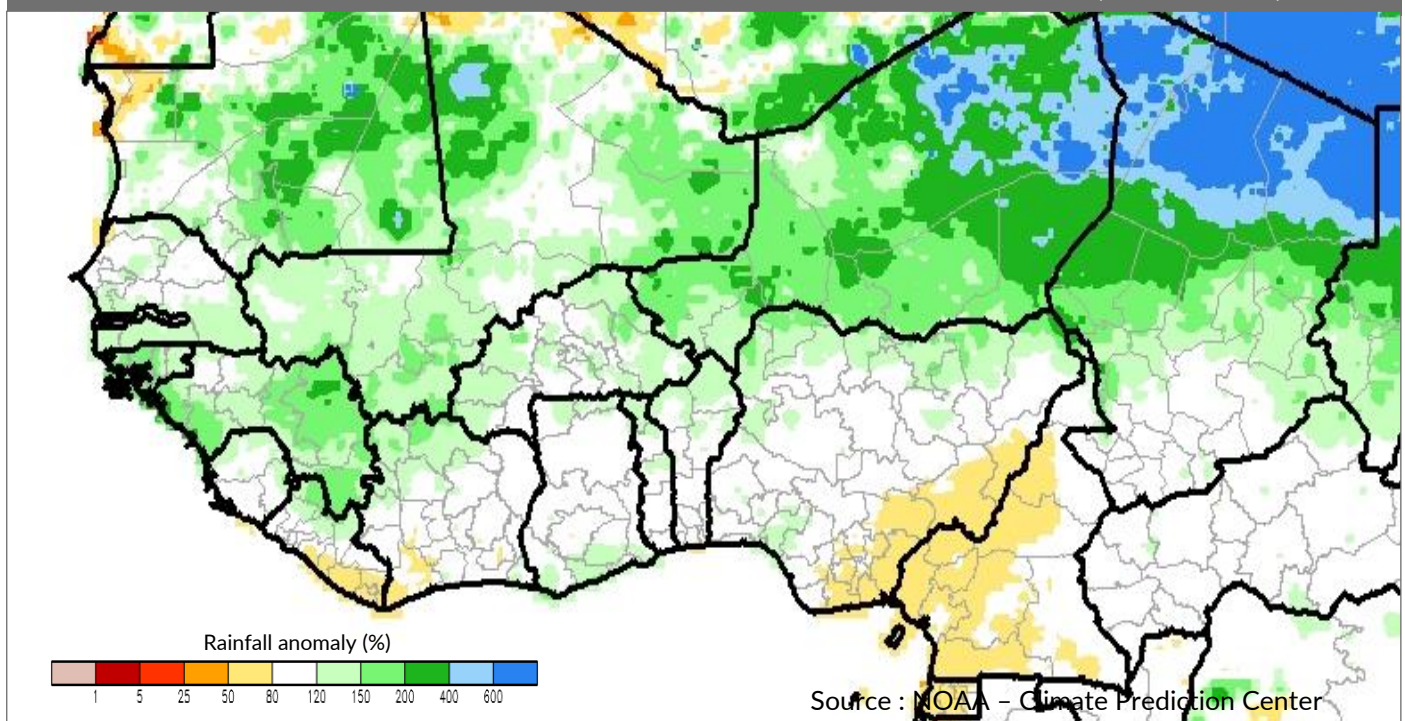 Rainfall anomaly (%)
1 5 25 50 80 120 150 200 400 600
Source : NOAA – Climate Prediction Center